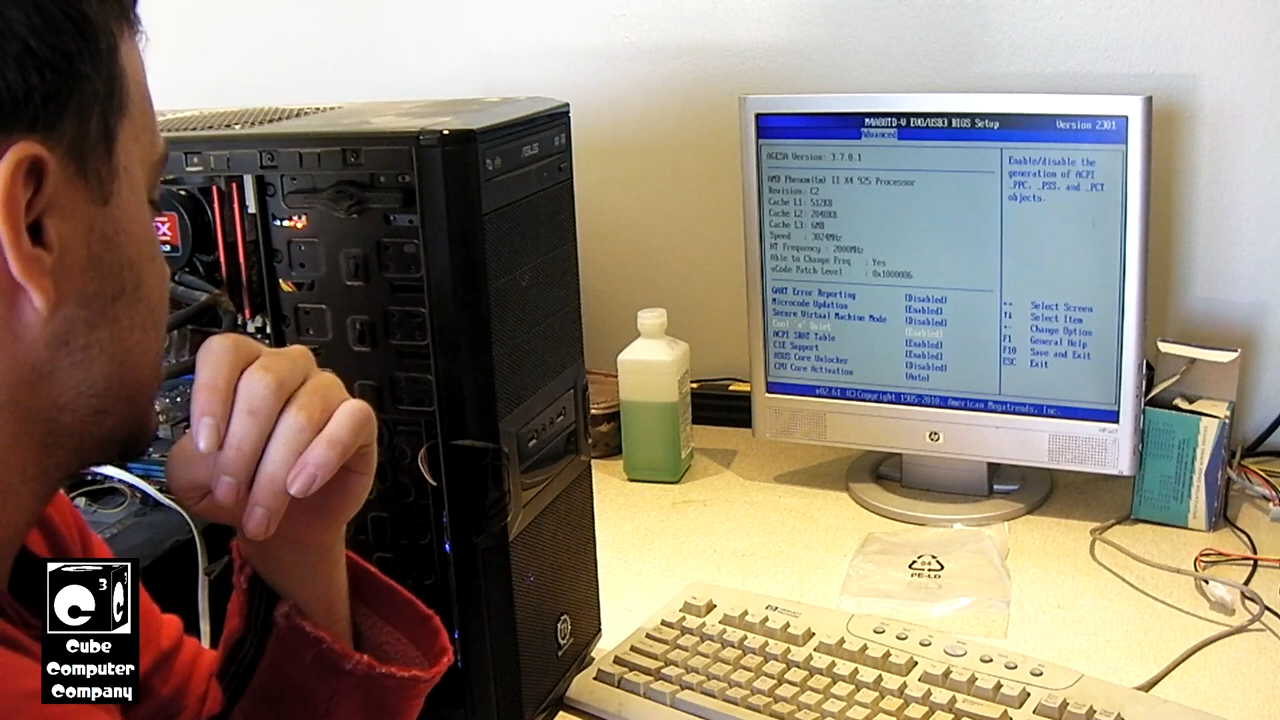 M4A88TD-V EVO/USB3 BIOS Setup
Version 2301
Advanced
AGESA Version: 3.7.0.1
AMD Phenom(tm) II X4 925 Processor
Revision: C2
Cache L1: 512KB
Cache L2: 2048KB
Cache L3: 6MB
Speed : 3024MHz
HT Frequency : 2000MHz
Able to Change Freq. : Yes
uCode Patch Level : 0x1000086
GART Error Reporting [Disabled]
Microcode Updation [Enabled]
Secure Virtual Machine Mode [Disabled]
Cool 'n' Quiet [Enabled]
ACPI SRAT Table [Enabled]
C1E Support [Enabled]
ASUS Core Unlocker [Disabled]
CPU Core Activation [Auto]
Enable/disable the
generation of ACPI
_PPC, _PSS, and _PCT
objects.
Select Screen
Select Item
Change Option
F1 General Help
F10 Save and Exit
ESC Exit
v02.61 (C)Copyright 1985-2010, American Megatrends, Inc.
hp
ASUS
04
PE-LD
e3c
Cube
Computer
Company